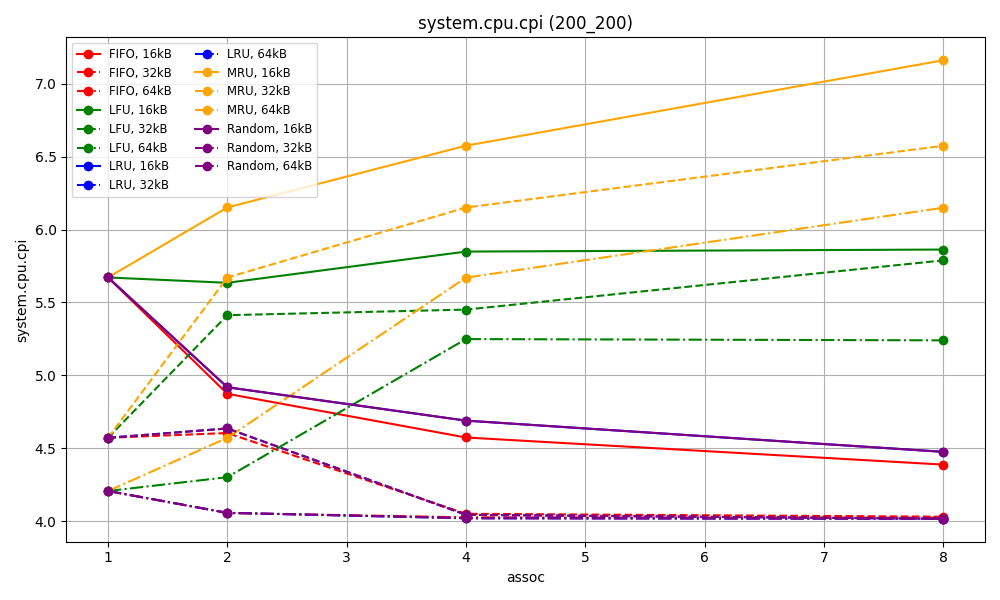 system.cpu.cpi (200_200)
FIFO, 16kB
FIFO, 32kB
FIFO, 64kB
LFU, 16kB
LFU, 32kB
LFU, 64kB
LRU, 16kB
LRU, 32kB
LRU, 64kB
MRU, 16kB
MRU, 32kB
MRU, 64kB
Random, 16kB
Random, 32kB
Random, 64kB
system.cpu.cpi
7.0
6.5
6.0
5.5
5.0
4.5
4.0
1 2 3 4 5 6 7 8
assoc